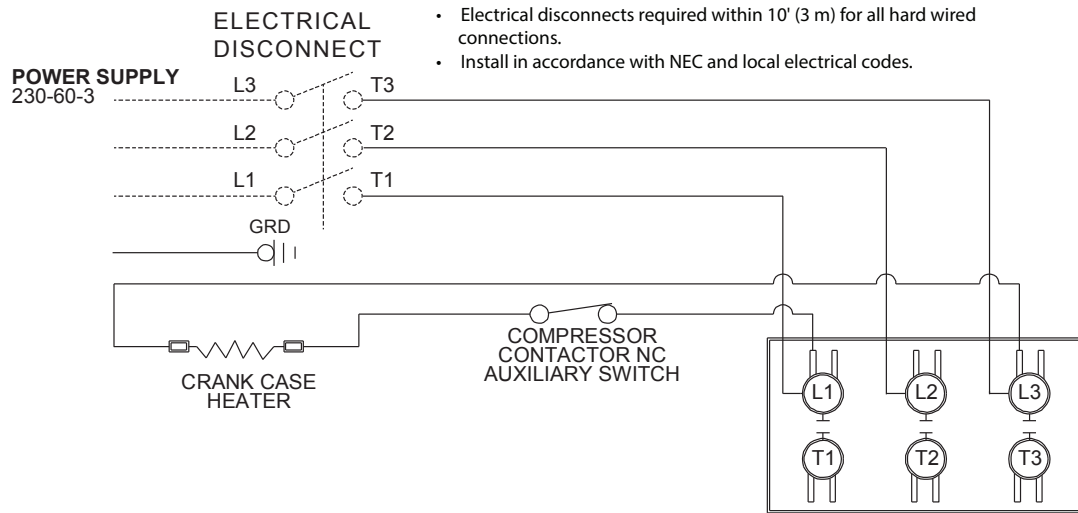 ELECTRICAL
DISCONNECT
• Electrical disconnects required within 10' (3 m) for all hard wired
connections.
• Install in accordance with NEC and local electrical codes.
POWER SUPPLY
230-60-3
L3 T3
L2 T2
L1 T1
GRD
COMPRESSOR
CONTACTOR NC
AUXILIARY SWITCH
CRANK CASE
HEATER
L1 L2 L3
T1 T2 T3